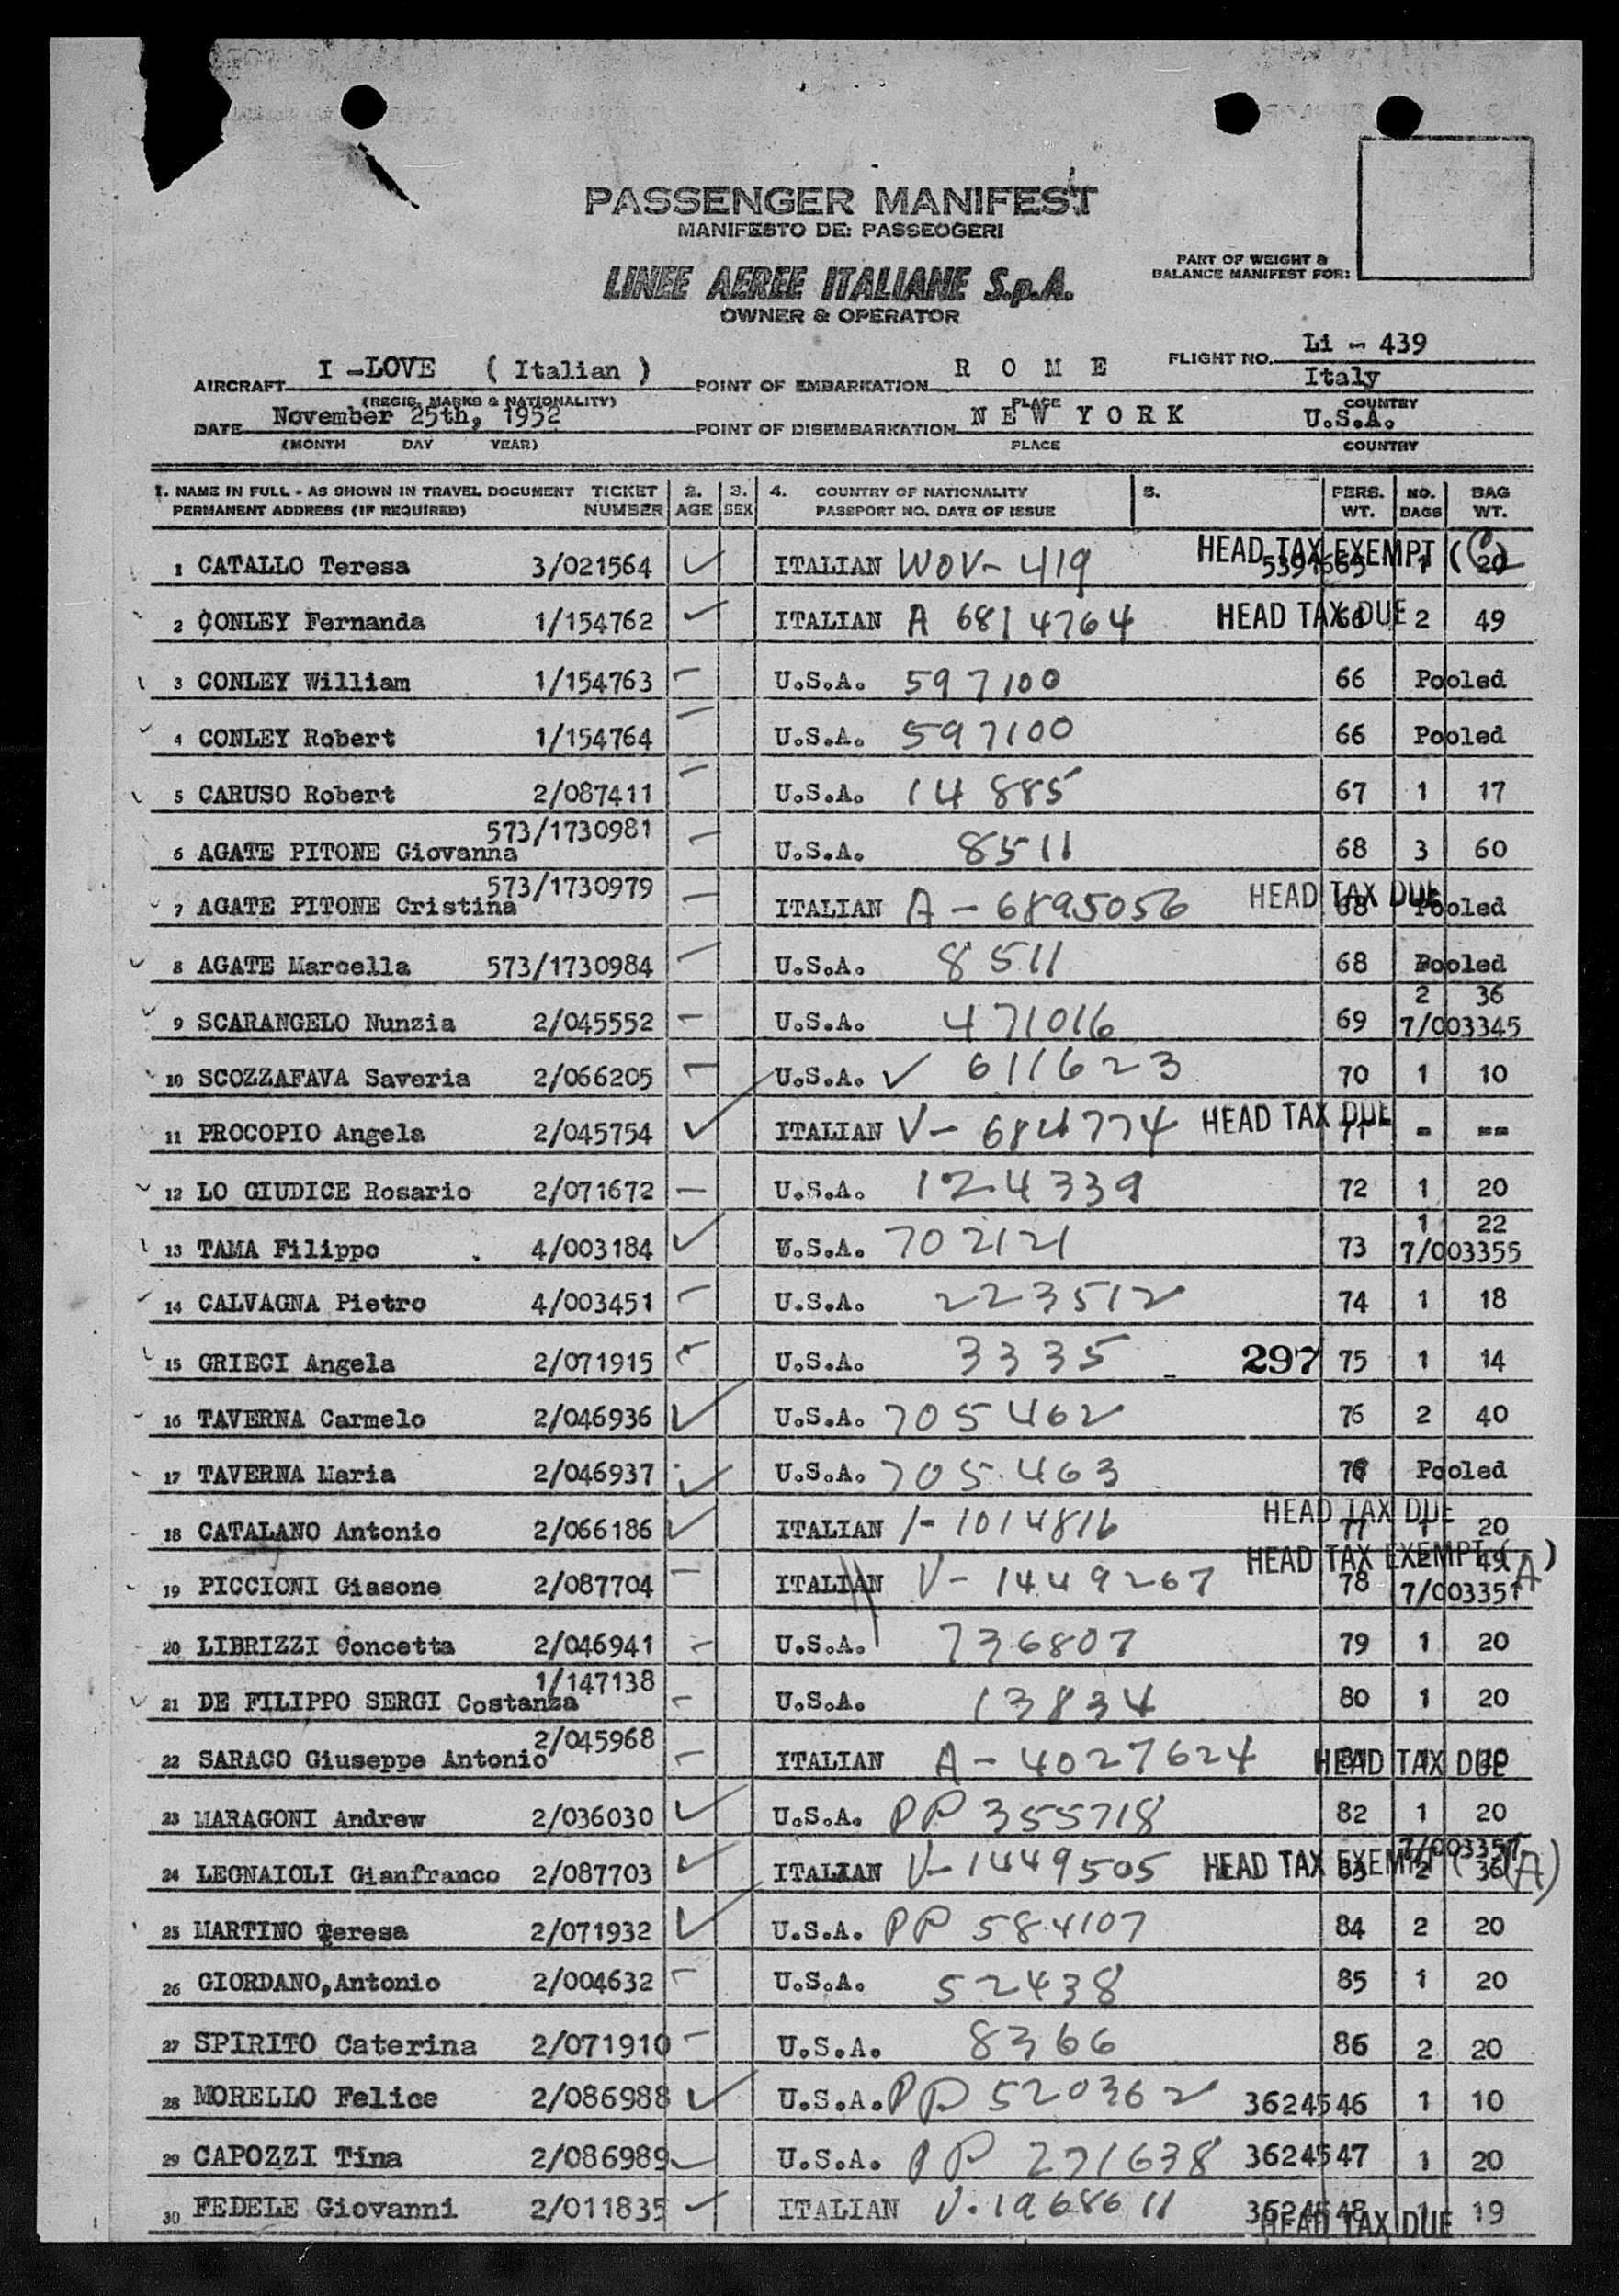 PASSENGER MANIFEST
MANIFESTO DE: PASSEOGERI
LINEE AEREE ITALIANE S.p.A.
OWNER & OPERATOR
PART OF WEIGHT &
BALANCE MANIFEST FOR:
AIRCRAFT I -LOVE ( Italian ) POINT OF EMBARKATION R O M E FLIGHT NO. Li - 439
(REGIS. MARKS & NATIONALITY) PLACE Italy COUNTRY
DATE November 25th, 1952 POINT OF DISEMBARKATION N E W Y O R K U.S.A.
(MONTH DAY YEAR) PLACE COUNTRY
1. NAME IN FULL - AS SHOWN IN TRAVEL DOCUMENT TICKET 2. 3. 4. COUNTRY OF NATIONALITY 5. PERS. NO. BAG
PERMANENT ADDRESS (IF REQUIRED) NUMBER AGE SEX PASSPORT NO. DATE OF ISSUE WT. BAGS WT.
1 CATALLO Teresa 3/021564 ITALIAN WOV- 419 HEAD TAX EXEMPT 1 20
2 CONLEY Fernanda 1/154762 ITALIAN A 6814764 HEAD TAX DUE 66 2 49
3 CONLEY William 1/154763 U.S.A. 597100 66 Pooled
4 CONLEY Robert 1/154764 U.S.A. 597100 66 Pooled
5 CARUSO Robert 2/087411 U.S.A. 14885 67 1 17
573/1730981
6 AGATE PITONE Giovanna U.S.A. 8511 68 3 60
573/1730979
7 AGATE PITONE Cristina ITALIAN A - 6895056 HEAD TAX DUE 68 Pooled
8 AGATE Marcella 573/1730984 U.S.A. 8511 68 Pooled
2 36
9 SCARANGELO Nunzia 2/045552 U.S.A. 471016 69 7/003345
10 SCOZZAFAVA Saveria 2/066205 U.S.A. 611623 70 1 10
11 PROCOPIO Angela 2/045754 ITALIAN V- 684774 HEAD TAX DUE 71 - --
12 LO GIUDICE Rosario 2/071672 U.S.A. 124339 72 1 20
1 22
13 TAMA Filippo . 4/003184 U.S.A. 702121 73 7/003355
14 CALVAGNA Pietro 4/003451 U.S.A. 223512 74 1 18
15 GRIECI Angela 2/071915 U.S.A. 3335 297 75 1 14
16 TAVERNA Carmelo 2/046936 U.S.A. 705462 76 2 40
17 TAVERNA Maria 2/046937 U.S.A. 705463 76 Pooled
18 CATALANO Antonio 2/066186 ITALIAN 1-1014816 HEAD TAX DUE 77 1 20
HEAD TAX EXEMPT (A) 2 49
19 PICCIONI Giasone 2/087704 ITALIAN V- 1449267 78 7/003351
20 LIBRIZZI Concetta 2/046941 U.S.A. 736807 79 1 20
1/147138
21 DE FILIPPO SERGI Costanza U.S.A. 13834 80 1 20
2/045968
22 SARACO Giuseppe Antonio ITALIAN A - 4027624 HEAD TAX DUE
23 MARAGONI Andrew 2/036030 U.S.A. PP 355718 82 1 20
24 LEGNAIOLI Gianfranco 2/087703 ITALIAN V-1449505 HEAD TAX EXEMPT (A) 83 2 36
25 MARTINO Teresa 2/071932 U.S.A. PP 584107 84 2 20
26 GIORDANO,Antonio 2/004632 U.S.A. 52438 85 1 20
27 SPIRITO Caterina 2/071910 U.S.A. 8366 86 2 20
28 MORELLO Felice 2/086988 U.S.A. PP 520362 3624546 1 10
29 CAPOZZI Tina 2/086989 U.S.A. PP 271638 3624547 1 20
30 FEDELE Giovanni 2/011835 ITALIAN V.1968611 3624548 1 19
HEAD TAX DUE